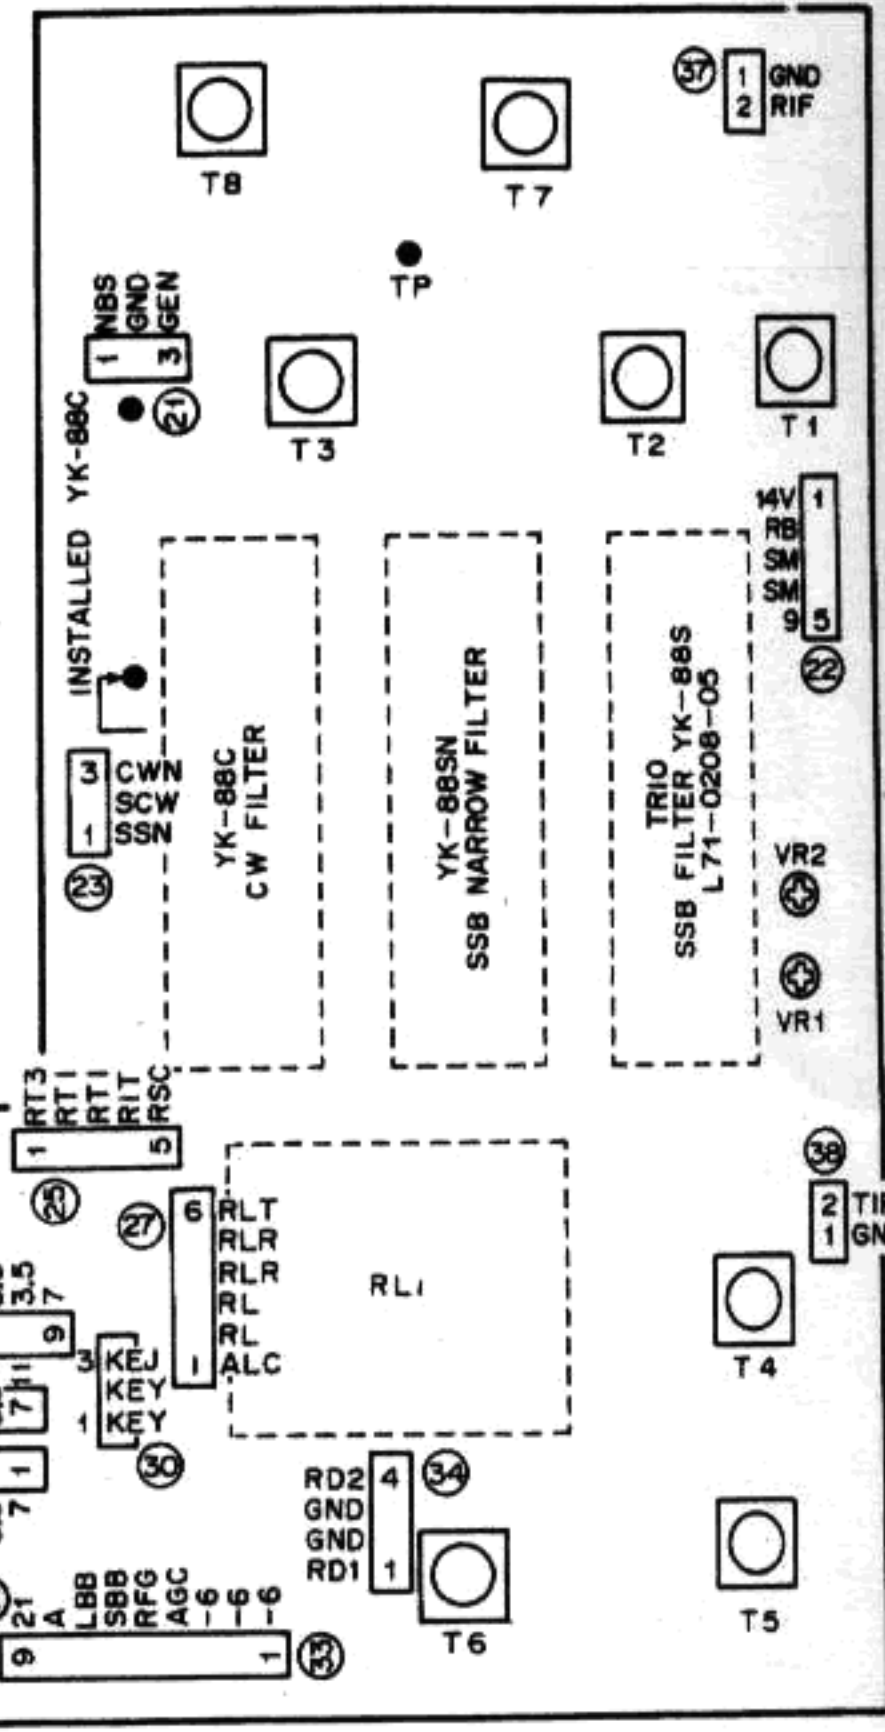 37
1 GND
2 RIF
T8
T7
TP
NBS
GND
GEN
1 3
21
T3
T2
T1
INSTALLED YK-88C
14V 1
RB
SM
SM
9 5
22
3 CWN
SCW
1 SSN
23
YK-88C
CW FILTER
YK-88SN
SSB NARROW FILTER
TRIO
SSB FILTER YK-88S
L71-0208-05
VR2
VR1
RT3
RT1
RT1
RIT
RSC
1 5
25
38
2
1
27
6 RLT
RLR
RLR
RL
RL
1 ALC
RL1
3.5
7
9
11
7
3 KEJ
KEY
1 KEY
30
1
7
T4
RD2 4
GND
GND
RD1 1
34
T6
T5
21
A
LBB
SBB
RFG
AGC
-6
-6
-6
9 1
33